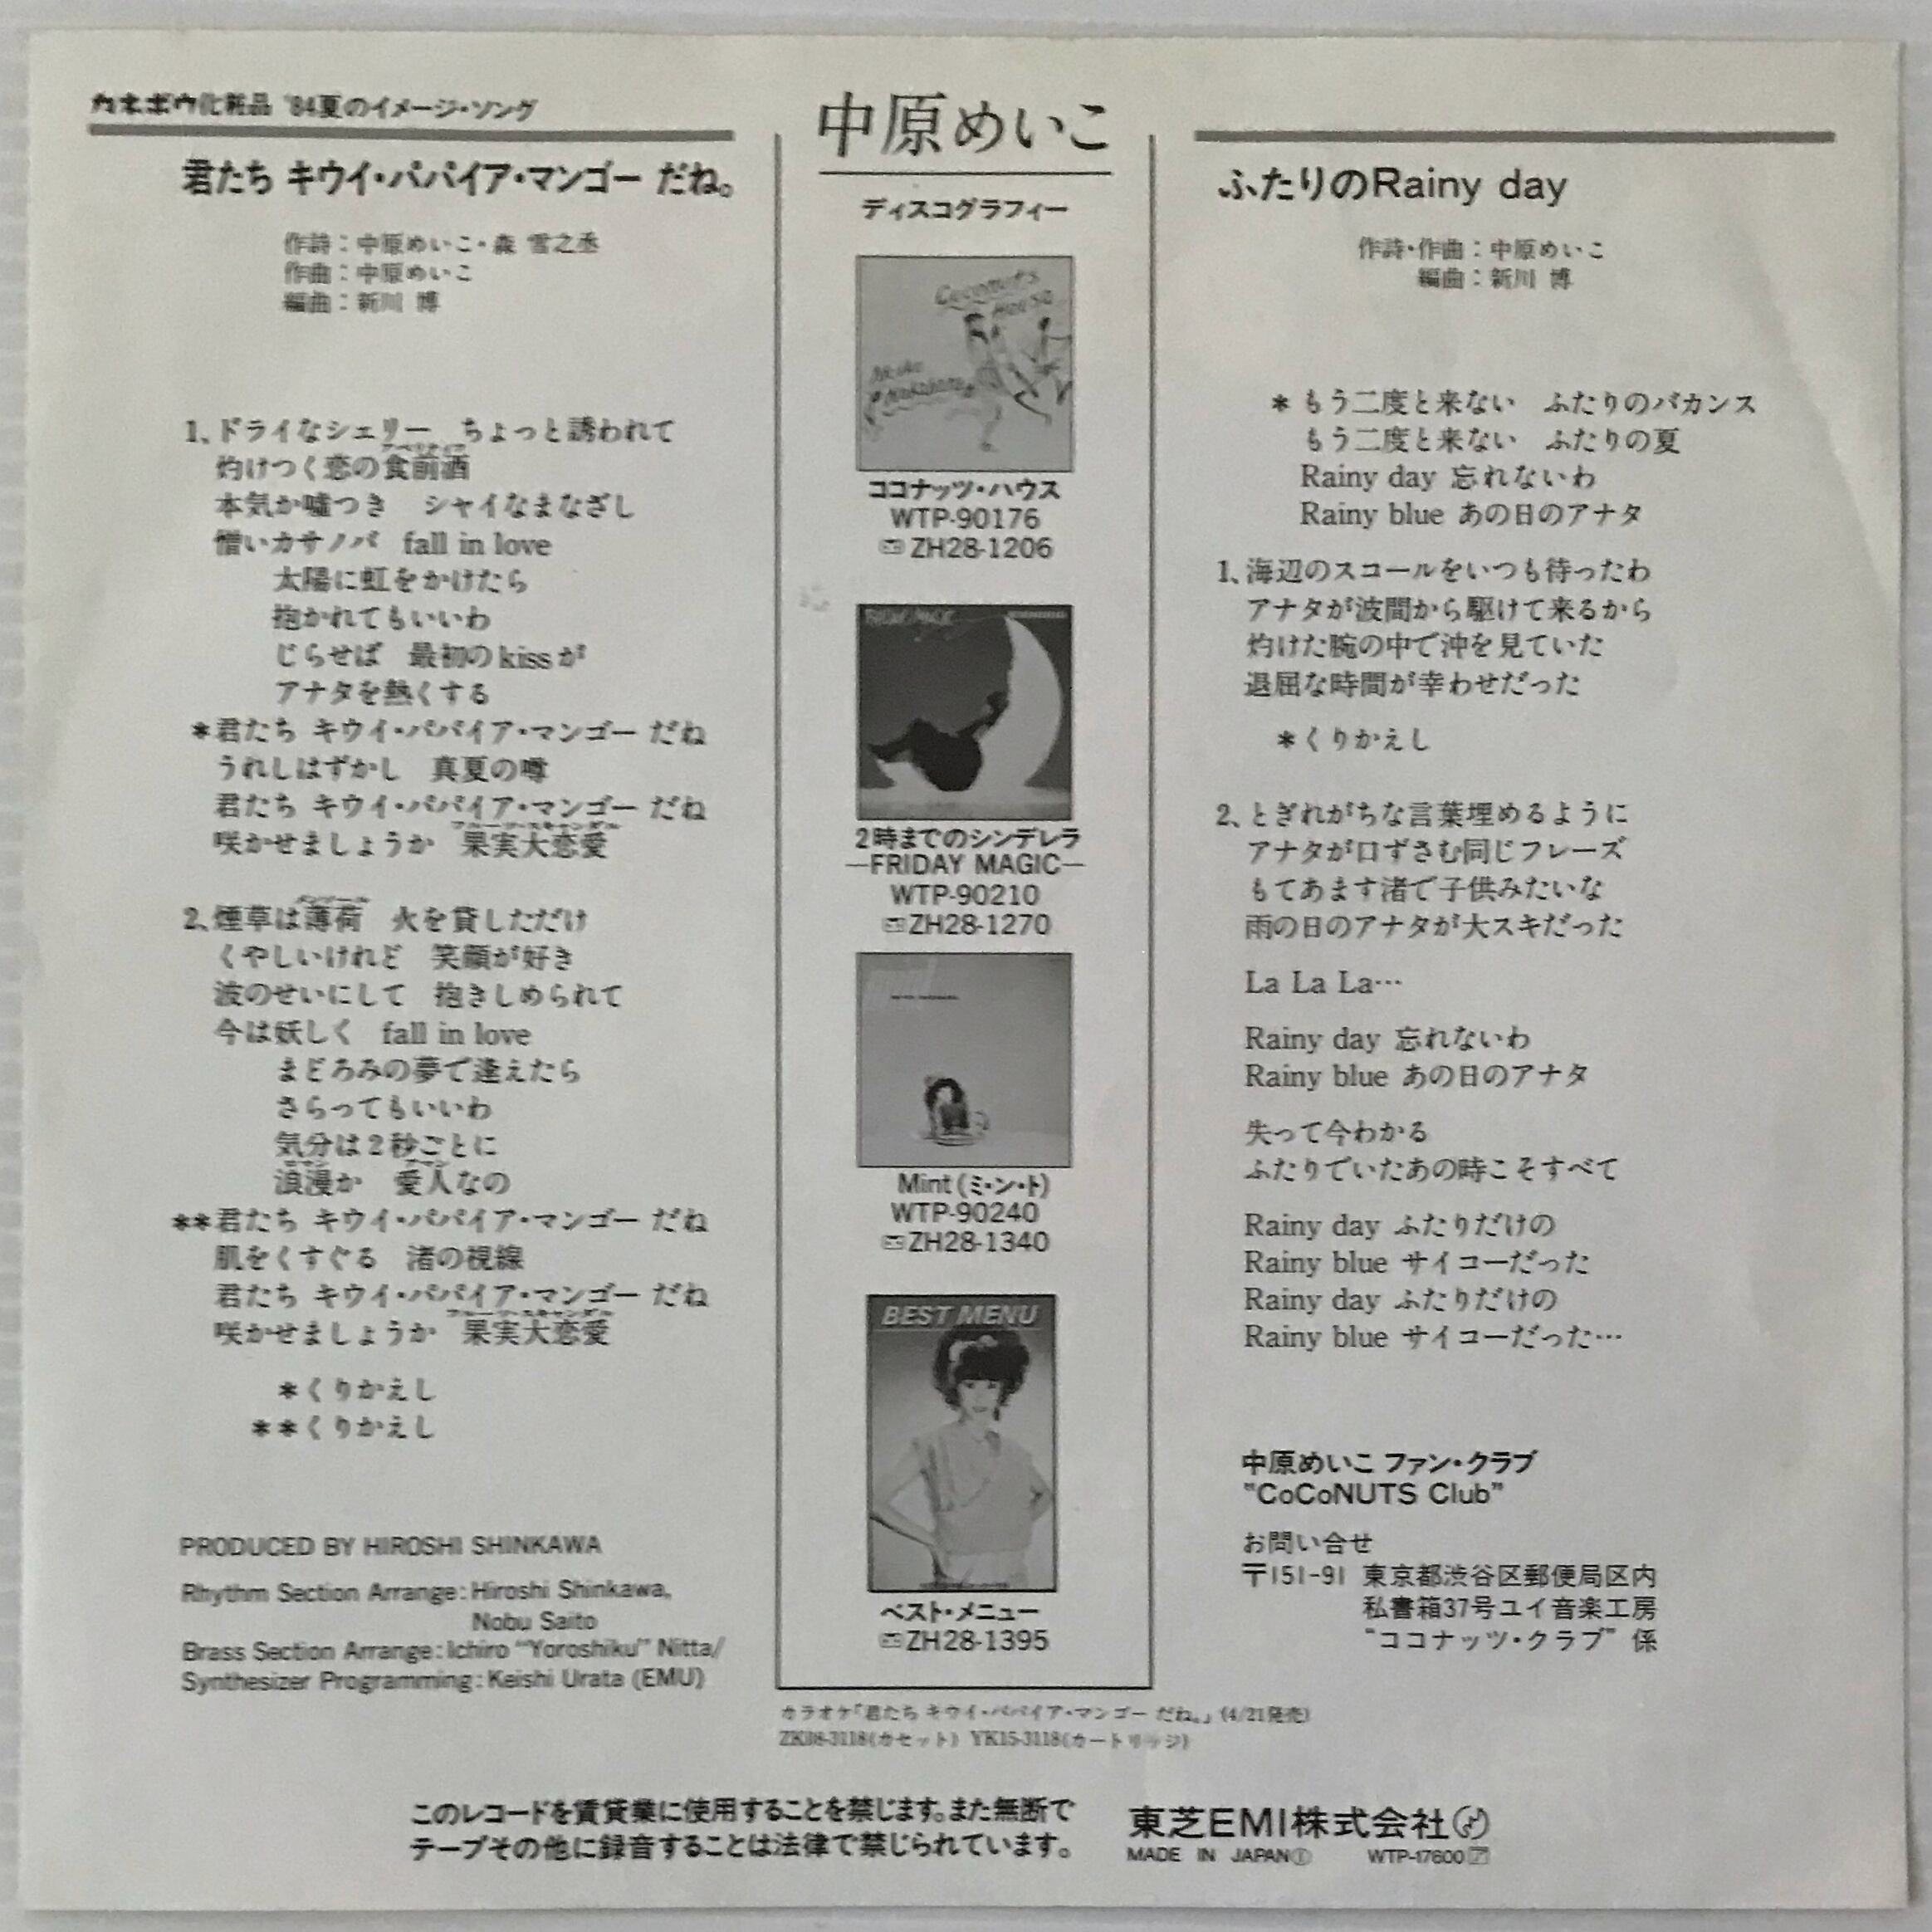 カネボウ化粧品 '84夏のイメージ・ソング
君たち キウイ・パパイア・マンゴー だね。
作詩：中原めいこ・森 雪之丞
作曲：中原めいこ
編曲：新川 博
1、ドライなシェリー　ちょっと誘われて
灼けつく恋の食前酒
本気か嘘つき　シャイなまなざし
憎いカサノバ　fall in love
太陽に虹をかけたら
抱かれてもいいわ
じらせば　最初のkissが
アナタを熱くする
*君たち キウイ・パパイア・マンゴー だね
うれしはずかし　真夏の噂
君たち キウイ・パパイア・マンゴー だね
フルーツ・スキャンダル
咲かせましょうか　果実大恋愛
2、煙草は薄荷　火を貸しただけ
くやしいけれど　笑顔が好き
波のせいにして　抱きしめられて
今は妖しく　fall in love
まどろみの夢で逢えたら
さらってもいいわ
気分は2秒ごとに
浪漫か　愛人なの
**君たち キウイ・パパイア・マンゴー だね
肌をくすぐる　渚の視線
君たち キウイ・パパイア・マンゴー だね
フルーツ・スキャンダル
咲かせましょうか　果実大恋愛
*くりかえし
**くりかえし
PRODUCED BY HIROSHI SHINKAWA
Rhythm Section Arrange: Hiroshi Shinkawa,
Nobu Saito
Brass Section Arrange: Ichiro "Yoroshiku" Nitta/
Synthesizer Programming: Keishi Urata (EMU)
中原めいこ
ディスコグラフィー
Coconuts
House
Meiko
Nakahara
ココナッツ・ハウス
WTP-90176
ZH28-1206
FRIDAY MAGIC
2時までのシンデレラ
—FRIDAY MAGIC—
WTP-90210
ZH28-1270
Mint（ミ・ン・ト）
WTP-90240
ZH28-1340
BEST MENU
ベスト・メニュー
ZH28-1395
カラオケ「君たち キウイ・パパイア・マンゴー だね。」（4/21発売）
ZK08-3118（カセット） YK15-3118（カートリッジ）
ふたりのRainy day
作詩・作曲：中原めいこ
編曲：新川 博
*もう二度と来ない　ふたりのバカンス
もう二度と来ない　ふたりの夏
Rainy day 忘れないわ
Rainy blue あの日のアナタ
1、海辺のスコールをいつも待ったわ
アナタが波間から駆けて来るから
灼けた腕の中で沖を見ていた
退屈な時間が幸わせだった
*くりかえし
2、とぎれがちな言葉埋めるように
アナタが口ずさむ同じフレーズ
もてあます渚で子供みたいな
雨の日のアナタが大スキだった
La La La…
Rainy day 忘れないわ
Rainy blue あの日のアナタ
失って今わかる
ふたりでいたあの時こそすべて
Rainy day ふたりだけの
Rainy blue サイコーだった
Rainy day ふたりだけの
Rainy blue サイコーだった…
中原めいこ ファン・クラブ
"CoCoNUTS Club"
お問い合せ
〒151-91 東京都渋谷区郵便局区内
私書箱37号ユイ音楽工房
"ココナッツ・クラブ" 係
このレコードを賃貸業に使用することを禁じます。また無断で
テープその他に録音することは法律で禁じられています。
東芝EMI株式会社
MADE IN JAPAN WTP-17600